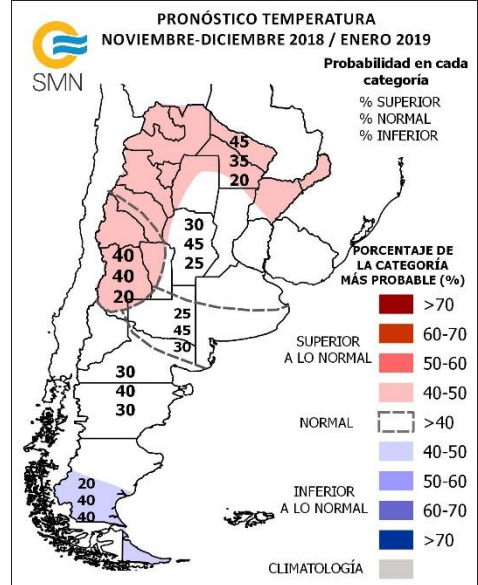 PRONÓSTICO TEMPERATURA
NOVIEMBRE-DICIEMBRE 2018 / ENERO 2019
SMN
Probabilidad en cada
categoría
% SUPERIOR
% NORMAL
% INFERIOR
45
35
20
30
45
25
40
40
20
25
45
30
30
40
30
20
40
40
PORCENTAJE DE
LA CATEGORÍA
MÁS PROBABLE (%)
SUPERIOR
A LO NORMAL
>70
60-70
50-60
40-50
NORMAL
>40
INFERIOR
A LO NORMAL
40-50
50-60
60-70
>70
CLIMATOLOGÍA